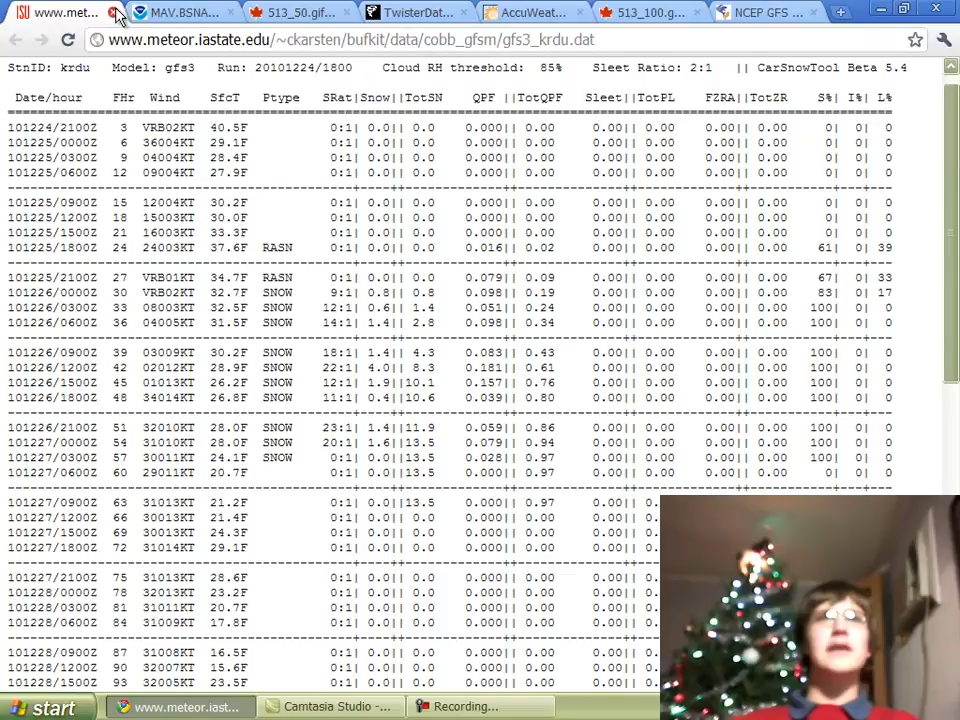 www.met... MAV.BSNA... 513_50.gif... TwisterDat... AccuWeat... 513_100.g... NCEP GFS ...
www.meteor.iastate.edu/~ckarsten/bufkit/data/cobb_gfsm/gfs3_krdu.dat
StnID: krdu Model: gfs3 Run: 20101224/1800 Cloud RH threshold: 85% Sleet Ratio: 2:1 || CarSnowTool Beta 5.4
Date/hour FHr Wind SfcT Ptype SRat|Snow||TotSN QPF ||TotQPF Sleet||TotPL FZRA||TotZR S%| I%| L%
101224/2100Z 3 VRB02KT 40.5F 0:1| 0.0|| 0.0 0.000|| 0.00 0.00|| 0.00 0.00|| 0.00 0| 0| 0
101225/0000Z 6 36004KT 29.1F 0:1| 0.0|| 0.0 0.000|| 0.00 0.00|| 0.00 0.00|| 0.00 0| 0| 0
101225/0300Z 9 04004KT 28.4F 0:1| 0.0|| 0.0 0.000|| 0.00 0.00|| 0.00 0.00|| 0.00 0| 0| 0
101225/0600Z 12 09004KT 27.9F 0:1| 0.0|| 0.0 0.000|| 0.00 0.00|| 0.00 0.00|| 0.00 0| 0| 0
101225/0900Z 15 12004KT 30.2F 0:1| 0.0|| 0.0 0.000|| 0.00 0.00|| 0.00 0.00|| 0.00 0| 0| 0
101225/1200Z 18 15003KT 30.0F 0:1| 0.0|| 0.0 0.000|| 0.00 0.00|| 0.00 0.00|| 0.00 0| 0| 0
101225/1500Z 21 16003KT 33.3F 0:1| 0.0|| 0.0 0.000|| 0.00 0.00|| 0.00 0.00|| 0.00 0| 0| 0
101225/1800Z 24 24003KT 37.6F RASN 0:1| 0.0|| 0.0 0.016|| 0.02 0.00|| 0.00 0.00|| 0.00 61| 0| 39
101225/2100Z 27 VRB01KT 34.7F RASN 0:1| 0.0|| 0.0 0.079|| 0.09 0.00|| 0.00 0.00|| 0.00 67| 0| 33
101226/0000Z 30 VRB02KT 32.7F SNOW 9:1| 0.8|| 0.8 0.098|| 0.19 0.00|| 0.00 0.00|| 0.00 83| 0| 17
101226/0300Z 33 08003KT 32.5F SNOW 12:1| 0.6|| 1.4 0.051|| 0.24 0.00|| 0.00 0.00|| 0.00 100| 0| 0
101226/0600Z 36 04005KT 31.5F SNOW 14:1| 1.4|| 2.8 0.098|| 0.34 0.00|| 0.00 0.00|| 0.00 100| 0| 0
101226/0900Z 39 03009KT 30.2F SNOW 18:1| 1.4|| 4.3 0.083|| 0.43 0.00|| 0.00 0.00|| 0.00 100| 0| 0
101226/1200Z 42 02012KT 28.9F SNOW 22:1| 4.0|| 8.3 0.181|| 0.61 0.00|| 0.00 0.00|| 0.00 100| 0| 0
101226/1500Z 45 01013KT 26.2F SNOW 12:1| 1.9||10.1 0.157|| 0.76 0.00|| 0.00 0.00|| 0.00 100| 0| 0
101226/1800Z 48 34014KT 26.8F SNOW 11:1| 0.4||10.6 0.039|| 0.80 0.00|| 0.00 0.00|| 0.00 100| 0| 0
101226/2100Z 51 32010KT 28.0F SNOW 23:1| 1.4||11.9 0.059|| 0.86 0.00|| 0.00 0.00|| 0.00 100| 0| 0
101227/0000Z 54 31010KT 28.0F SNOW 20:1| 1.6||13.5 0.079|| 0.94 0.00|| 0.00 0.00|| 0.00 100| 0| 0
101227/0300Z 57 30011KT 24.1F SNOW 0:1| 0.0||13.5 0.028|| 0.97 0.00|| 0.00 0.00|| 0.00 100| 0| 0
101227/0600Z 60 29011KT 20.7F 0:1| 0.0||13.5 0.000|| 0.97 0.00|| 0.00 0.00|| 0.00 0| 0| 0
101227/0900Z 63 31013KT 21.2F 0:1| 0.0||13.5 0.000|| 0.97 0.00|| 0.00
101227/1200Z 66 30013KT 21.4F 0:1| 0.0|| 0.0 0.000|| 0.00 0.00|| 0.
101227/1500Z 69 30013KT 24.3F 0:1| 0.0|| 0.0 0.000|| 0.00 0.00|| 0.
101227/1800Z 72 31014KT 29.1F 0:1| 0.0|| 0.0 0.000|| 0.00 0.00|| 0.
101227/2100Z 75 31013KT 28.6F 0:1| 0.0|| 0.0 0.000|| 0.00 0.00|| 0.
101228/0000Z 78 32013KT 23.2F 0:1| 0.0|| 0.0 0.000|| 0.00 0.00|| 0.
101228/0300Z 81 31011KT 20.7F 0:1| 0.0|| 0.0 0.000|| 0.00 0.00|| 0.
101228/0600Z 84 31009KT 17.8F 0:1| 0.0|| 0.0 0.000|| 0.00 0.00|| 0.
101228/0900Z 87 31008KT 16.5F 0:1| 0.0|| 0.0 0.000|| 0.00 0.00|| 0.
101228/1200Z 90 32007KT 15.6F 0:1| 0.0|| 0.0 0.000|| 0.00 0.00|| 0.
101228/1500Z 93 32005KT 23.5F 0:1| 0.0|| 0.0 0.000|| 0.00 0.00|| 0.
start www.meteor.iast... Camtasia Studio - ... Recording...